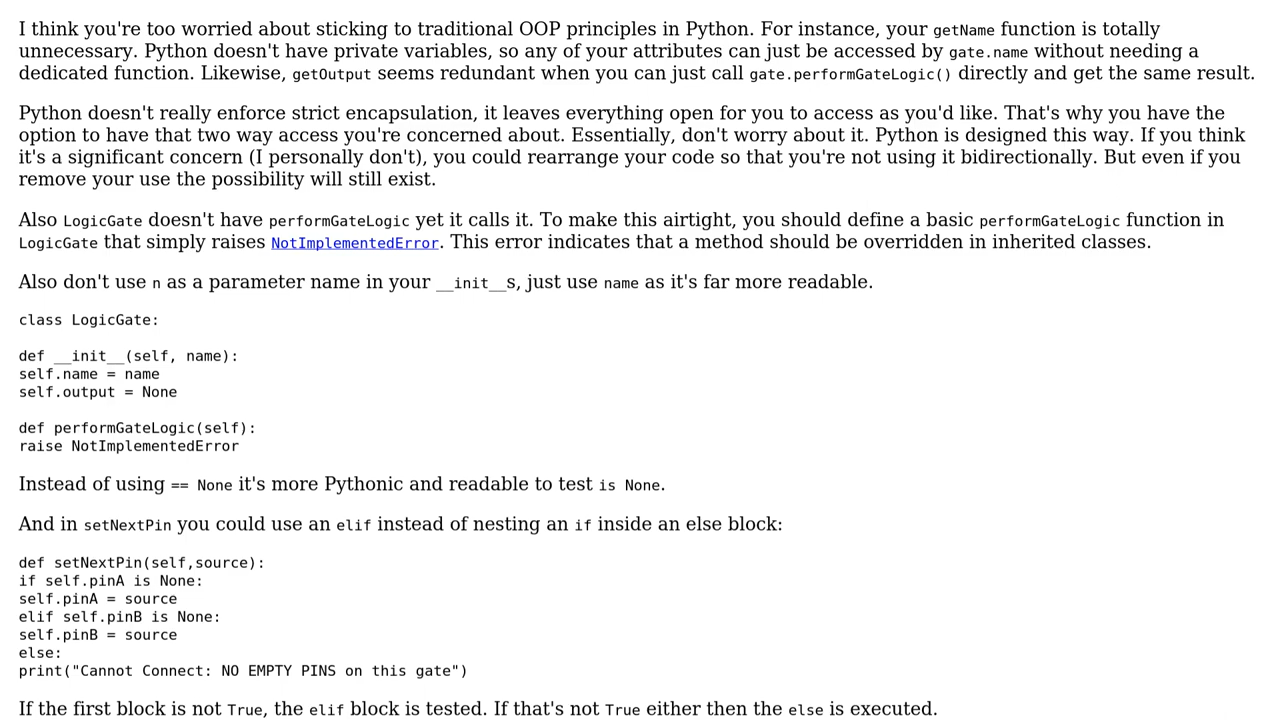 I think you're too worried about sticking to traditional OOP principles in Python. For instance, your getName function is totally
unnecessary. Python doesn't have private variables, so any of your attributes can just be accessed by gate.name without needing a
dedicated function. Likewise, getOutput seems redundant when you can just call gate.performGateLogic() directly and get the same result.
Python doesn't really enforce strict encapsulation, it leaves everything open for you to access as you'd like. That's why you have the
option to have that two way access you're concerned about. Essentially, don't worry about it. Python is designed this way. If you think
it's a significant concern (I personally don't), you could rearrange your code so that you're not using it bidirectionally. But even if you
remove your use the possibility will still exist.
Also LogicGate doesn't have performGateLogic yet it calls it. To make this airtight, you should define a basic performGateLogic function in
LogicGate that simply raises NotImplementedError. This error indicates that a method should be overridden in inherited classes.
Also don't use n as a parameter name in your __init__s, just use name as it's far more readable.
class LogicGate:
def __init__(self, name):
self.name = name
self.output = None
def performGateLogic(self):
raise NotImplementedError
Instead of using == None it's more Pythonic and readable to test is None.
And in setNextPin you could use an elif instead of nesting an if inside an else block:
def setNextPin(self,source):
if self.pinA is None:
self.pinA = source
elif self.pinB is None:
self.pinB = source
else:
print("Cannot Connect: NO EMPTY PINS on this gate")
If the first block is not True, the elif block is tested. If that's not True either then the else is executed.